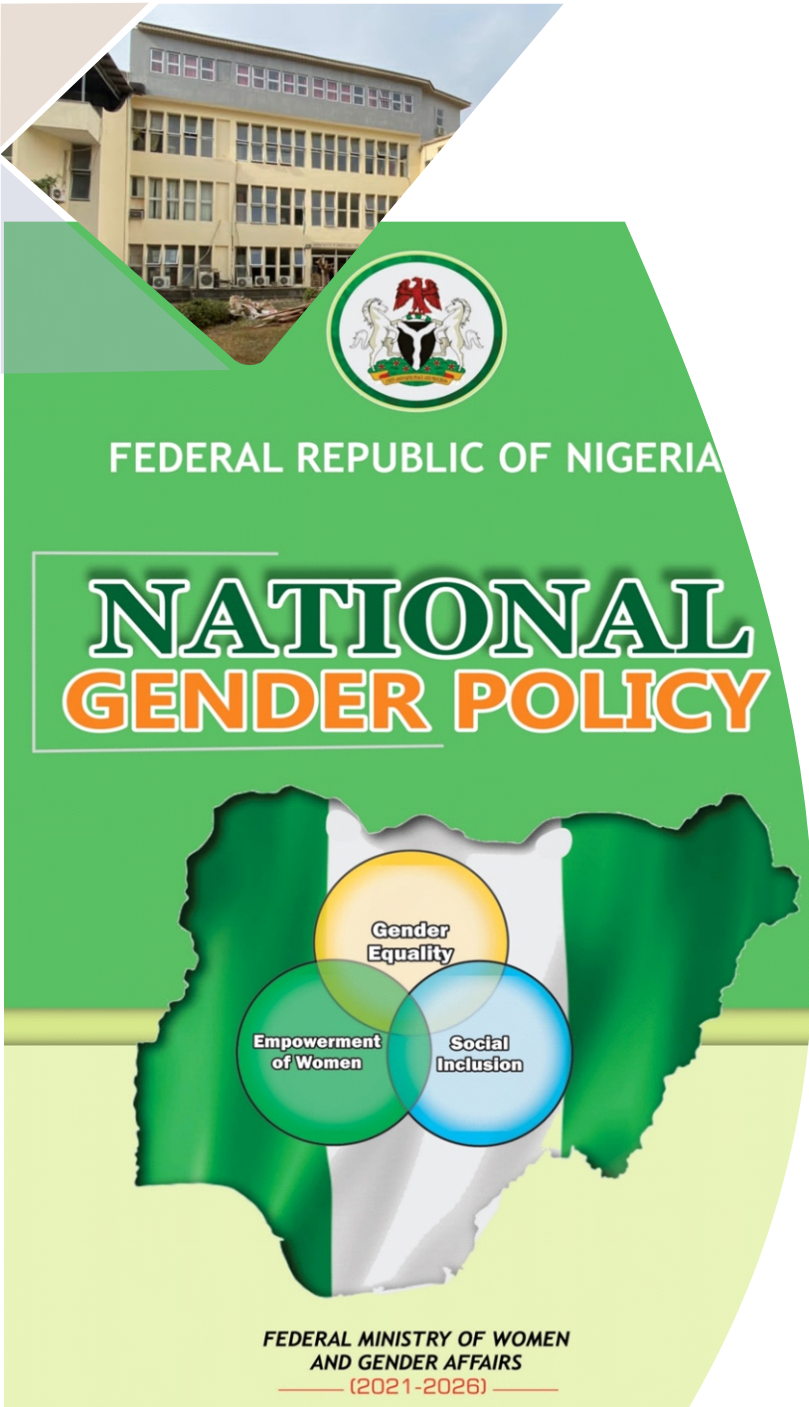 FEDERAL REPUBLIC OF NIGERIA
NATIONAL
GENDER POLICY
Gender
Equality
Empowerment
of Women
Social
Inclusion
FEDERAL MINISTRY OF WOMEN
AND GENDER AFFAIRS
(2021-2026)